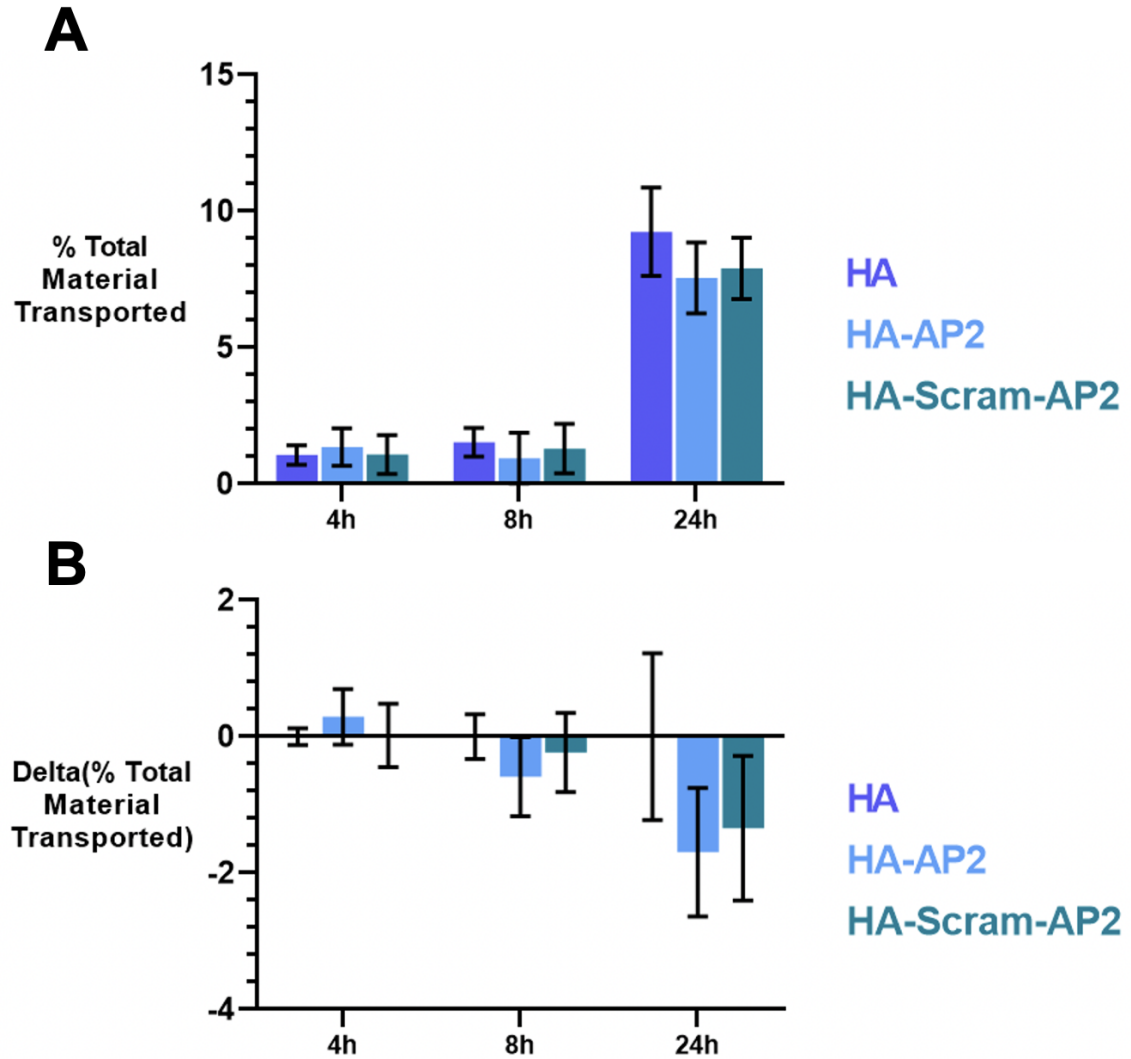 A
15
10
5
0
% Total
Material
Transported
4h
8h
24h
HA
HA-AP2
HA-Scram-AP2
B
2
0
-2
-4
Delta(% Total
Material
Transported)
4h
8h
24h
HA
HA-AP2
HA-Scram-AP2